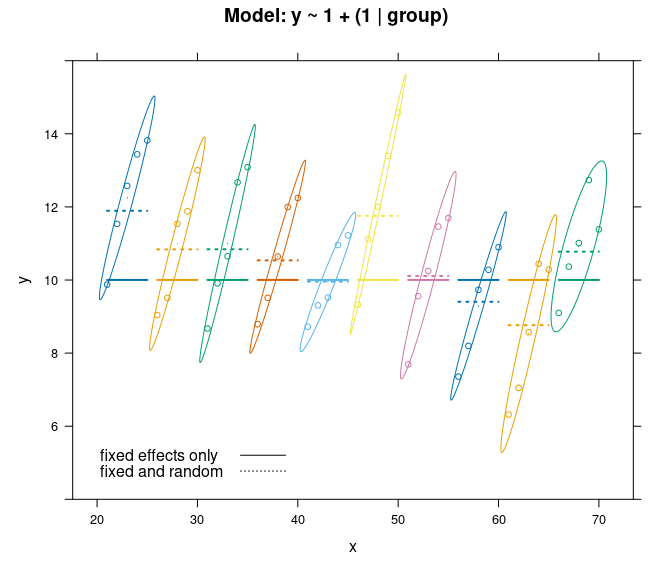 Model: y ~ 1 + (1 | group)
14
12
10
8
6
y
fixed effects only
fixed and random
20 30 40 50 60 70
x